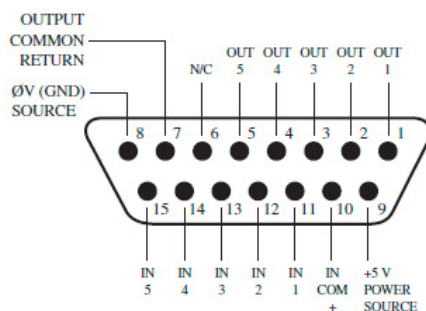 OUTPUT
COMMON
RETURN
ØV (GND)
SOURCE
N/C
OUT
5
OUT
4
OUT
3
OUT
2
OUT
1
8 7 6 5 4 3 2 1
15 14 13 12 11 10 9
IN
5
IN
4
IN
3
IN
2
IN
1
IN
COM
+
+5 V
POWER
SOURCE